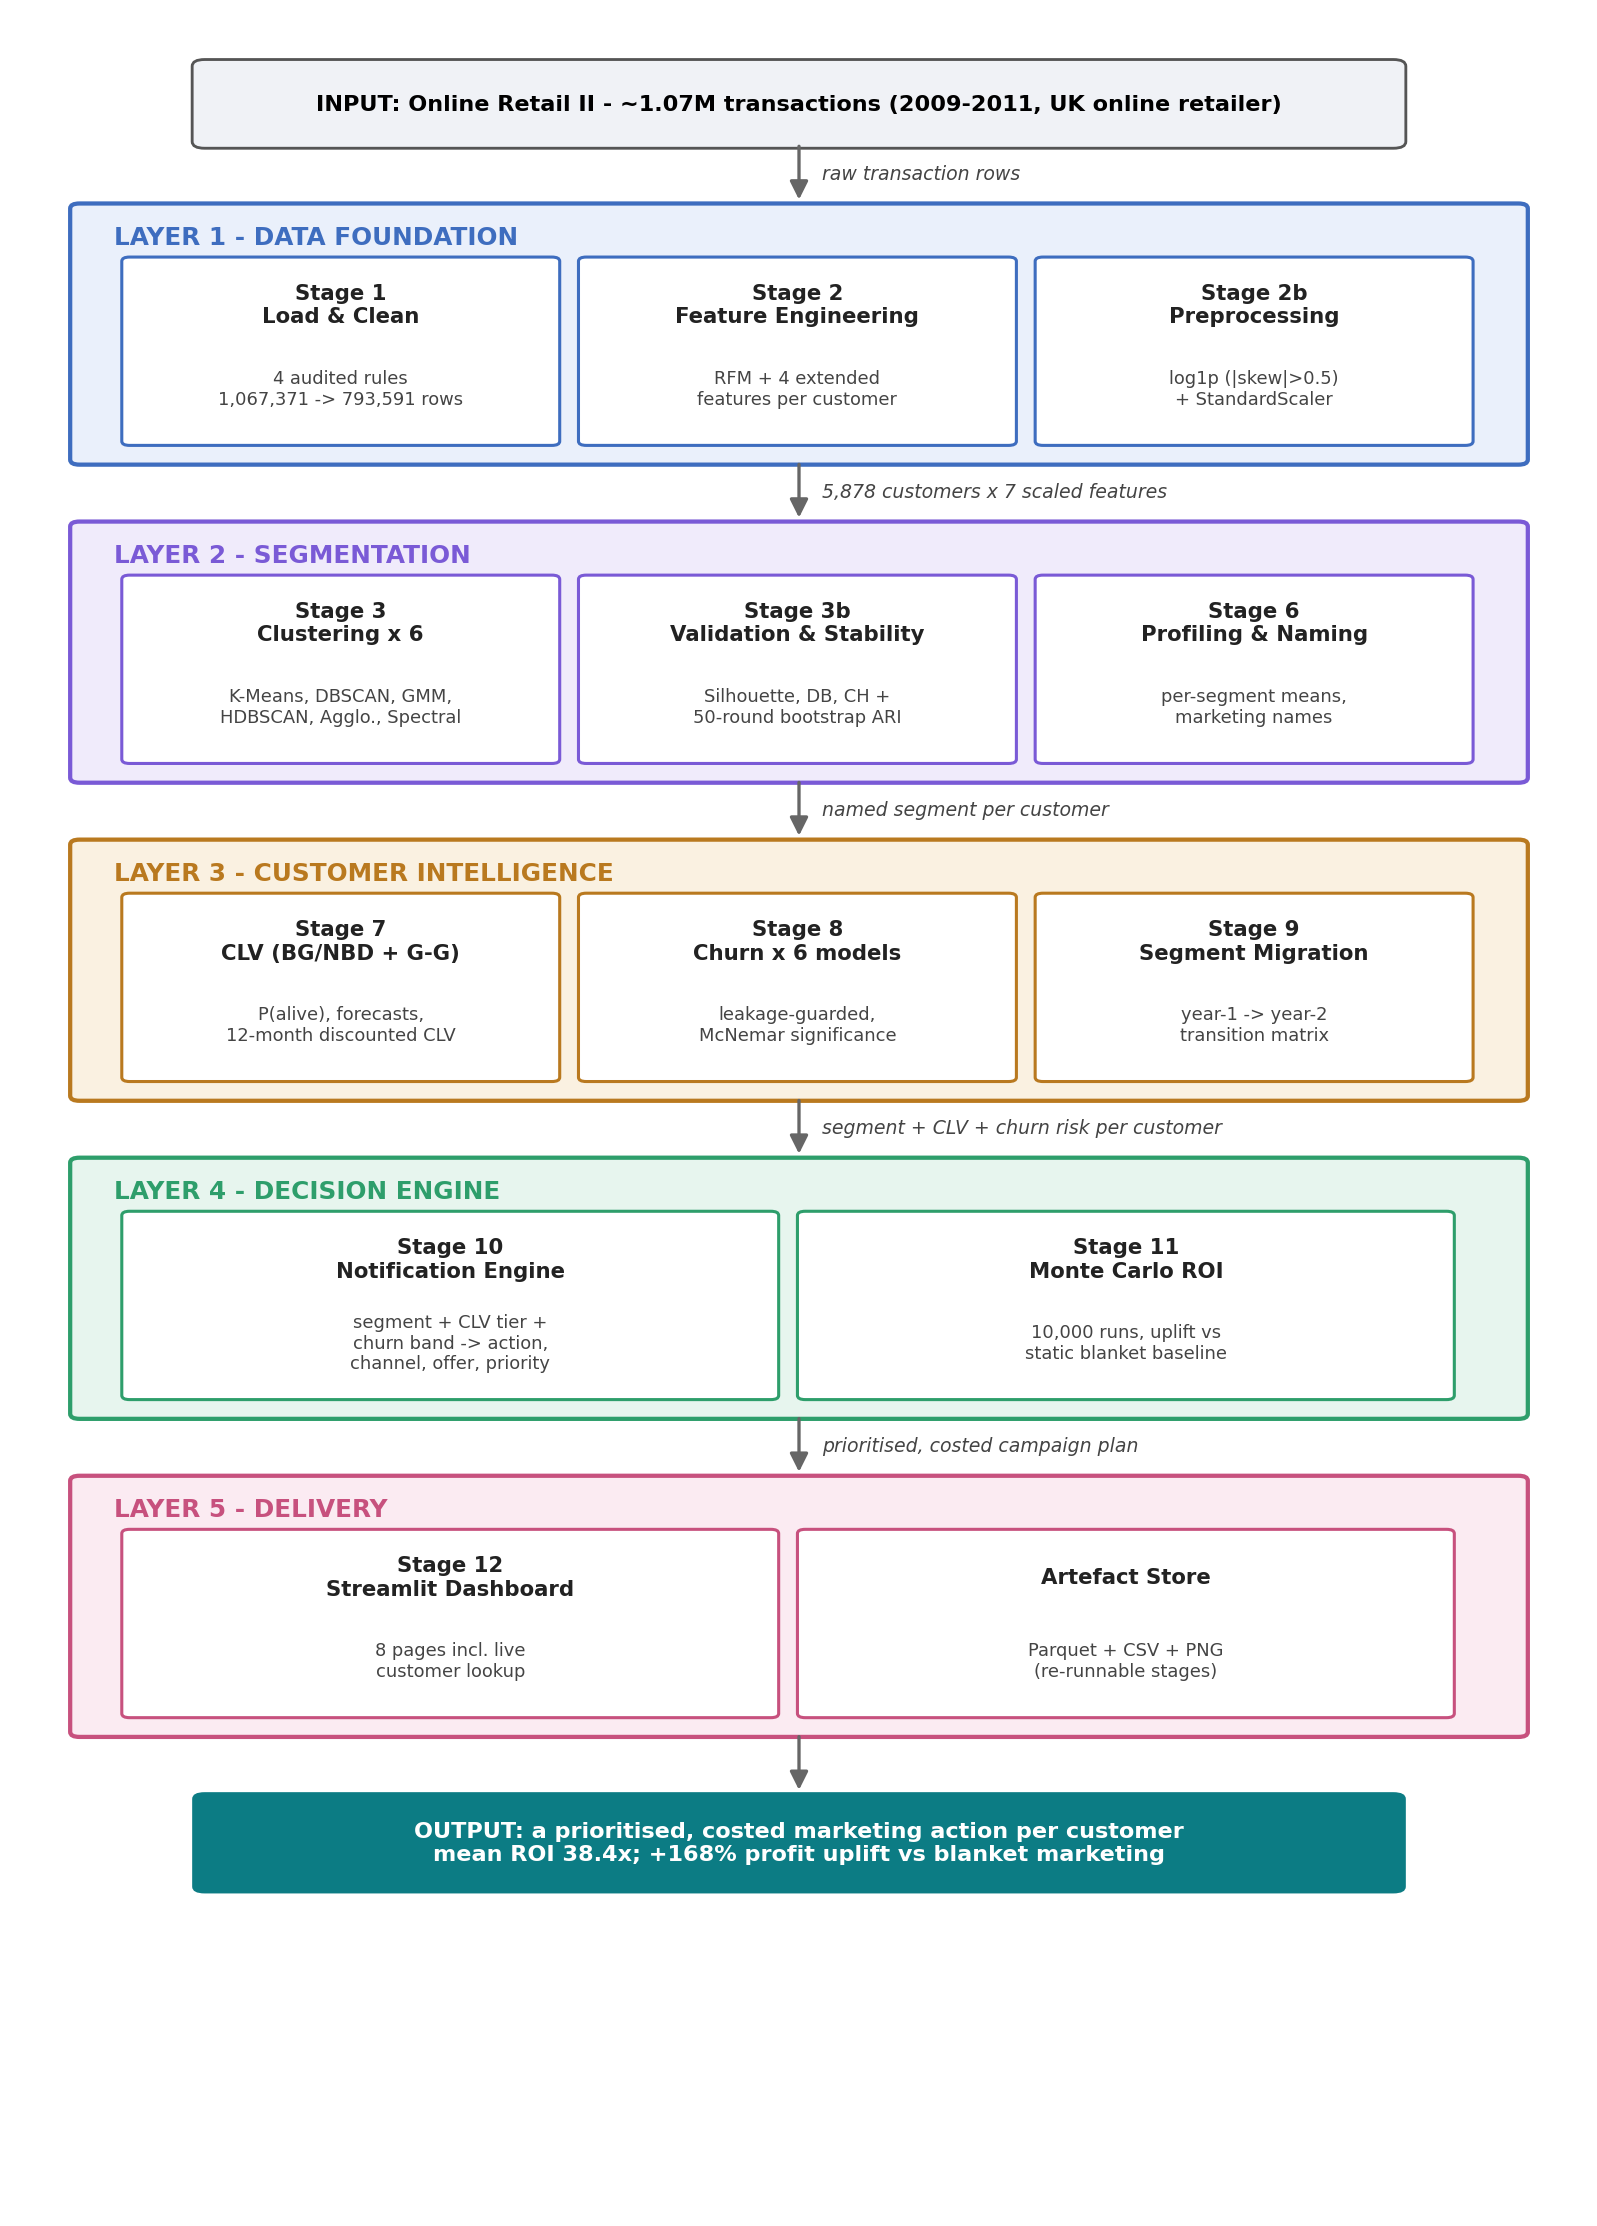 INPUT: Online Retail II - ~1.07M transactions (2009-2011, UK online retailer)
raw transaction rows
LAYER 1 - DATA FOUNDATION
Stage 1
Load & Clean
4 audited rules
1,067,371 -> 793,591 rows
Stage 2
Feature Engineering
RFM + 4 extended
features per customer
Stage 2b
Preprocessing
log1p (|skew|>0.5)
+ StandardScaler
5,878 customers x 7 scaled features
LAYER 2 - SEGMENTATION
Stage 3
Clustering x 6
K-Means, DBSCAN, GMM,
HDBSCAN, Agglo., Spectral
Stage 3b
Validation & Stability
Silhouette, DB, CH +
50-round bootstrap ARI
Stage 6
Profiling & Naming
per-segment means,
marketing names
named segment per customer
LAYER 3 - CUSTOMER INTELLIGENCE
Stage 7
CLV (BG/NBD + G-G)
P(alive), forecasts,
12-month discounted CLV
Stage 8
Churn x 6 models
leakage-guarded,
McNemar significance
Stage 9
Segment Migration
year-1 -> year-2
transition matrix
segment + CLV + churn risk per customer
LAYER 4 - DECISION ENGINE
Stage 10
Notification Engine
segment + CLV tier +
churn band -> action,
channel, offer, priority
Stage 11
Monte Carlo ROI
10,000 runs, uplift vs
static blanket baseline
prioritised, costed campaign plan
LAYER 5 - DELIVERY
Stage 12
Streamlit Dashboard
8 pages incl. live
customer lookup
Artefact Store
Parquet + CSV + PNG
(re-runnable stages)
OUTPUT: a prioritised, costed marketing action per customer
mean ROI 38.4x; +168% profit uplift vs blanket marketing